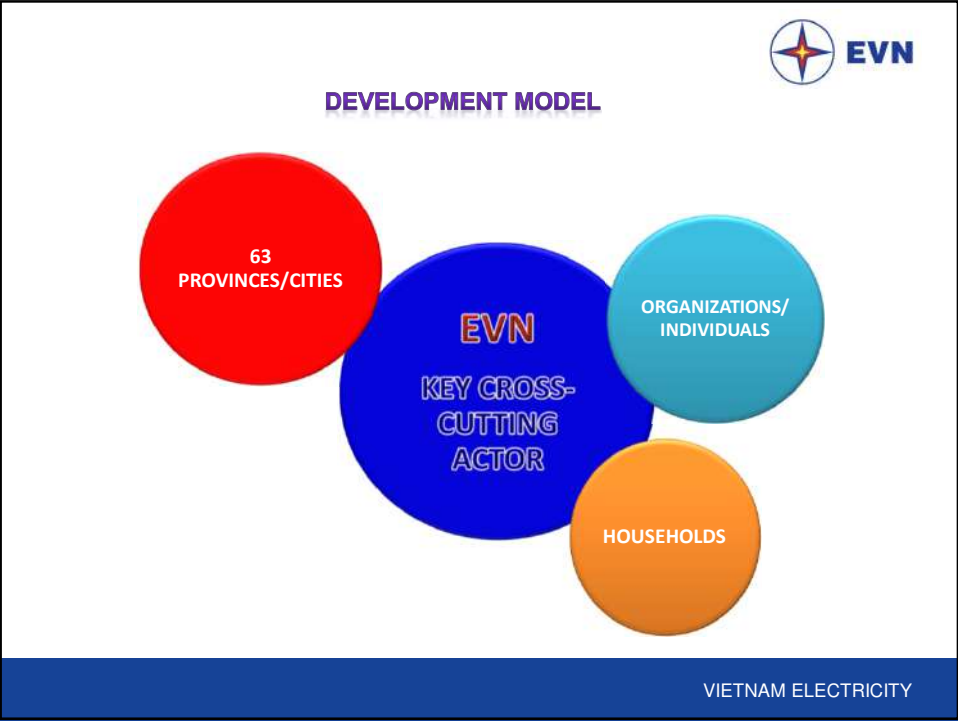 EVN
DEVELOPMENT MODEL
63
PROVINCES/CITIES
EVN
KEY CROSS-
CUTTING
ACTOR
ORGANIZATIONS/
INDIVIDUALS
HOUSEHOLDS
VIETNAM ELECTRICITY